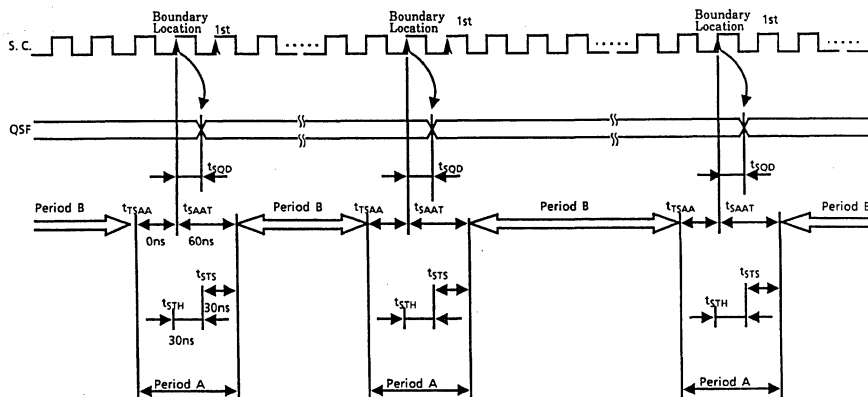 Boundary Location 1st Boundary Location 1st Boundary Location 1st
S. C.
QSF
tSQD tSQD tSQD
Period B tTSAA tSAAT Period B tTSAA tSAAT Period B tTSAA tSAAT Period B
0ns 60ns
tSTS tSTS tSTS
tSTH 30ns tSTH tSTH
30ns
Period A Period A Period A